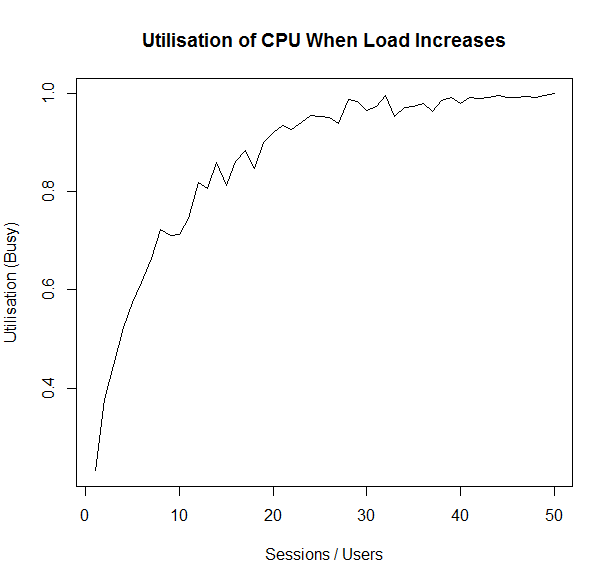 Utilisation of CPU When Load Increases
1.0
0.8
0.6
0.4
Utilisation (Busy)
0 10 20 30 40 50
Sessions / Users